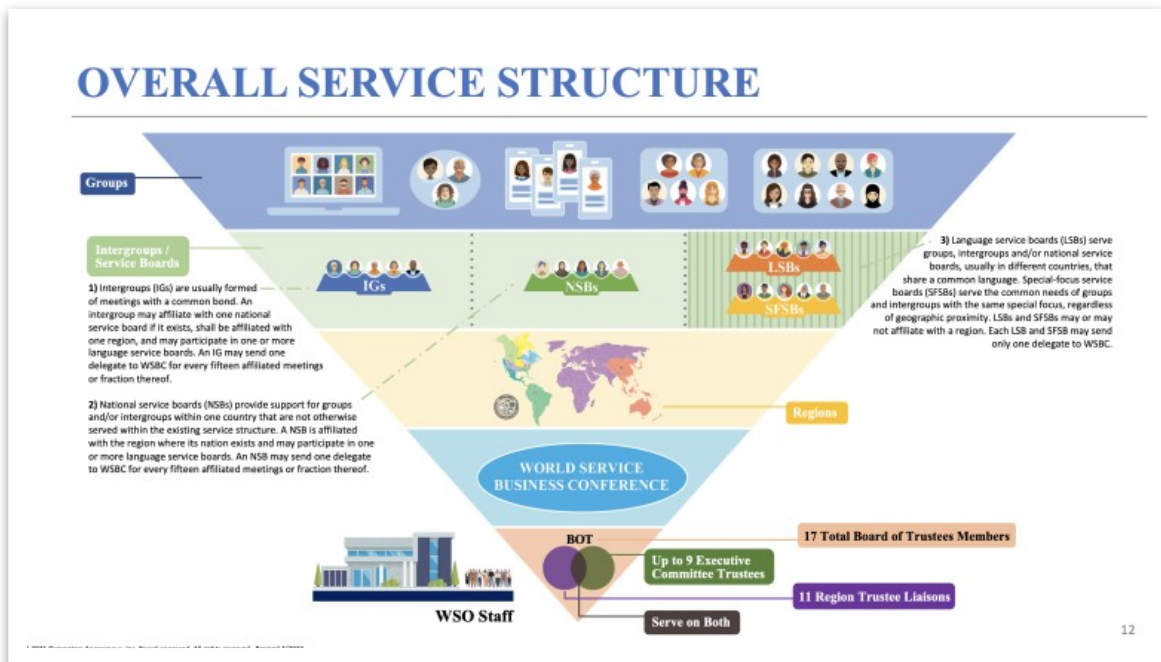 OVERALL SERVICE STRUCTURE
Groups
Intergroups /
Service Boards
IGs
NSBs
LSBs
SFSBs
1) Intergroups (IGs) are usually formed
of meetings with a common bond. An
intergroup may affiliate with one national
service board if it exists, shall be affiliated with
one region, and may participate in one or more
language service boards. An IG may send one
delegate to WSBC for every fifteen affiliated meetings
or fraction thereof.
2) National service boards (NSBs) provide support for groups
and/or intergroups within one country that are not otherwise
served within the existing service structure. A NSB is affiliated
with the region where its nation exists and may participate in one
or more language service boards. An NSB may send one delegate
to WSBC for every fifteen affiliated meetings or fraction thereof.
3) Language service boards (LSBs) serve
groups, intergroups and/or national service
boards, usually in different countries, that
share a common language. Special-focus service
boards (SFSBs) serve the common needs of groups
and intergroups with the same special focus, regardless
of geographic proximity. LSBs and SFSBs may or may
not affiliate with a region. Each LSB and SFSB may send
only one delegate to WSBC.
Regions
WORLD SERVICE
BUSINESS CONFERENCE
BOT
17 Total Board of Trustees Members
Up to 9 Executive
Committee Trustees
11 Region Trustee Liaisons
Serve on Both
WSO Staff
12